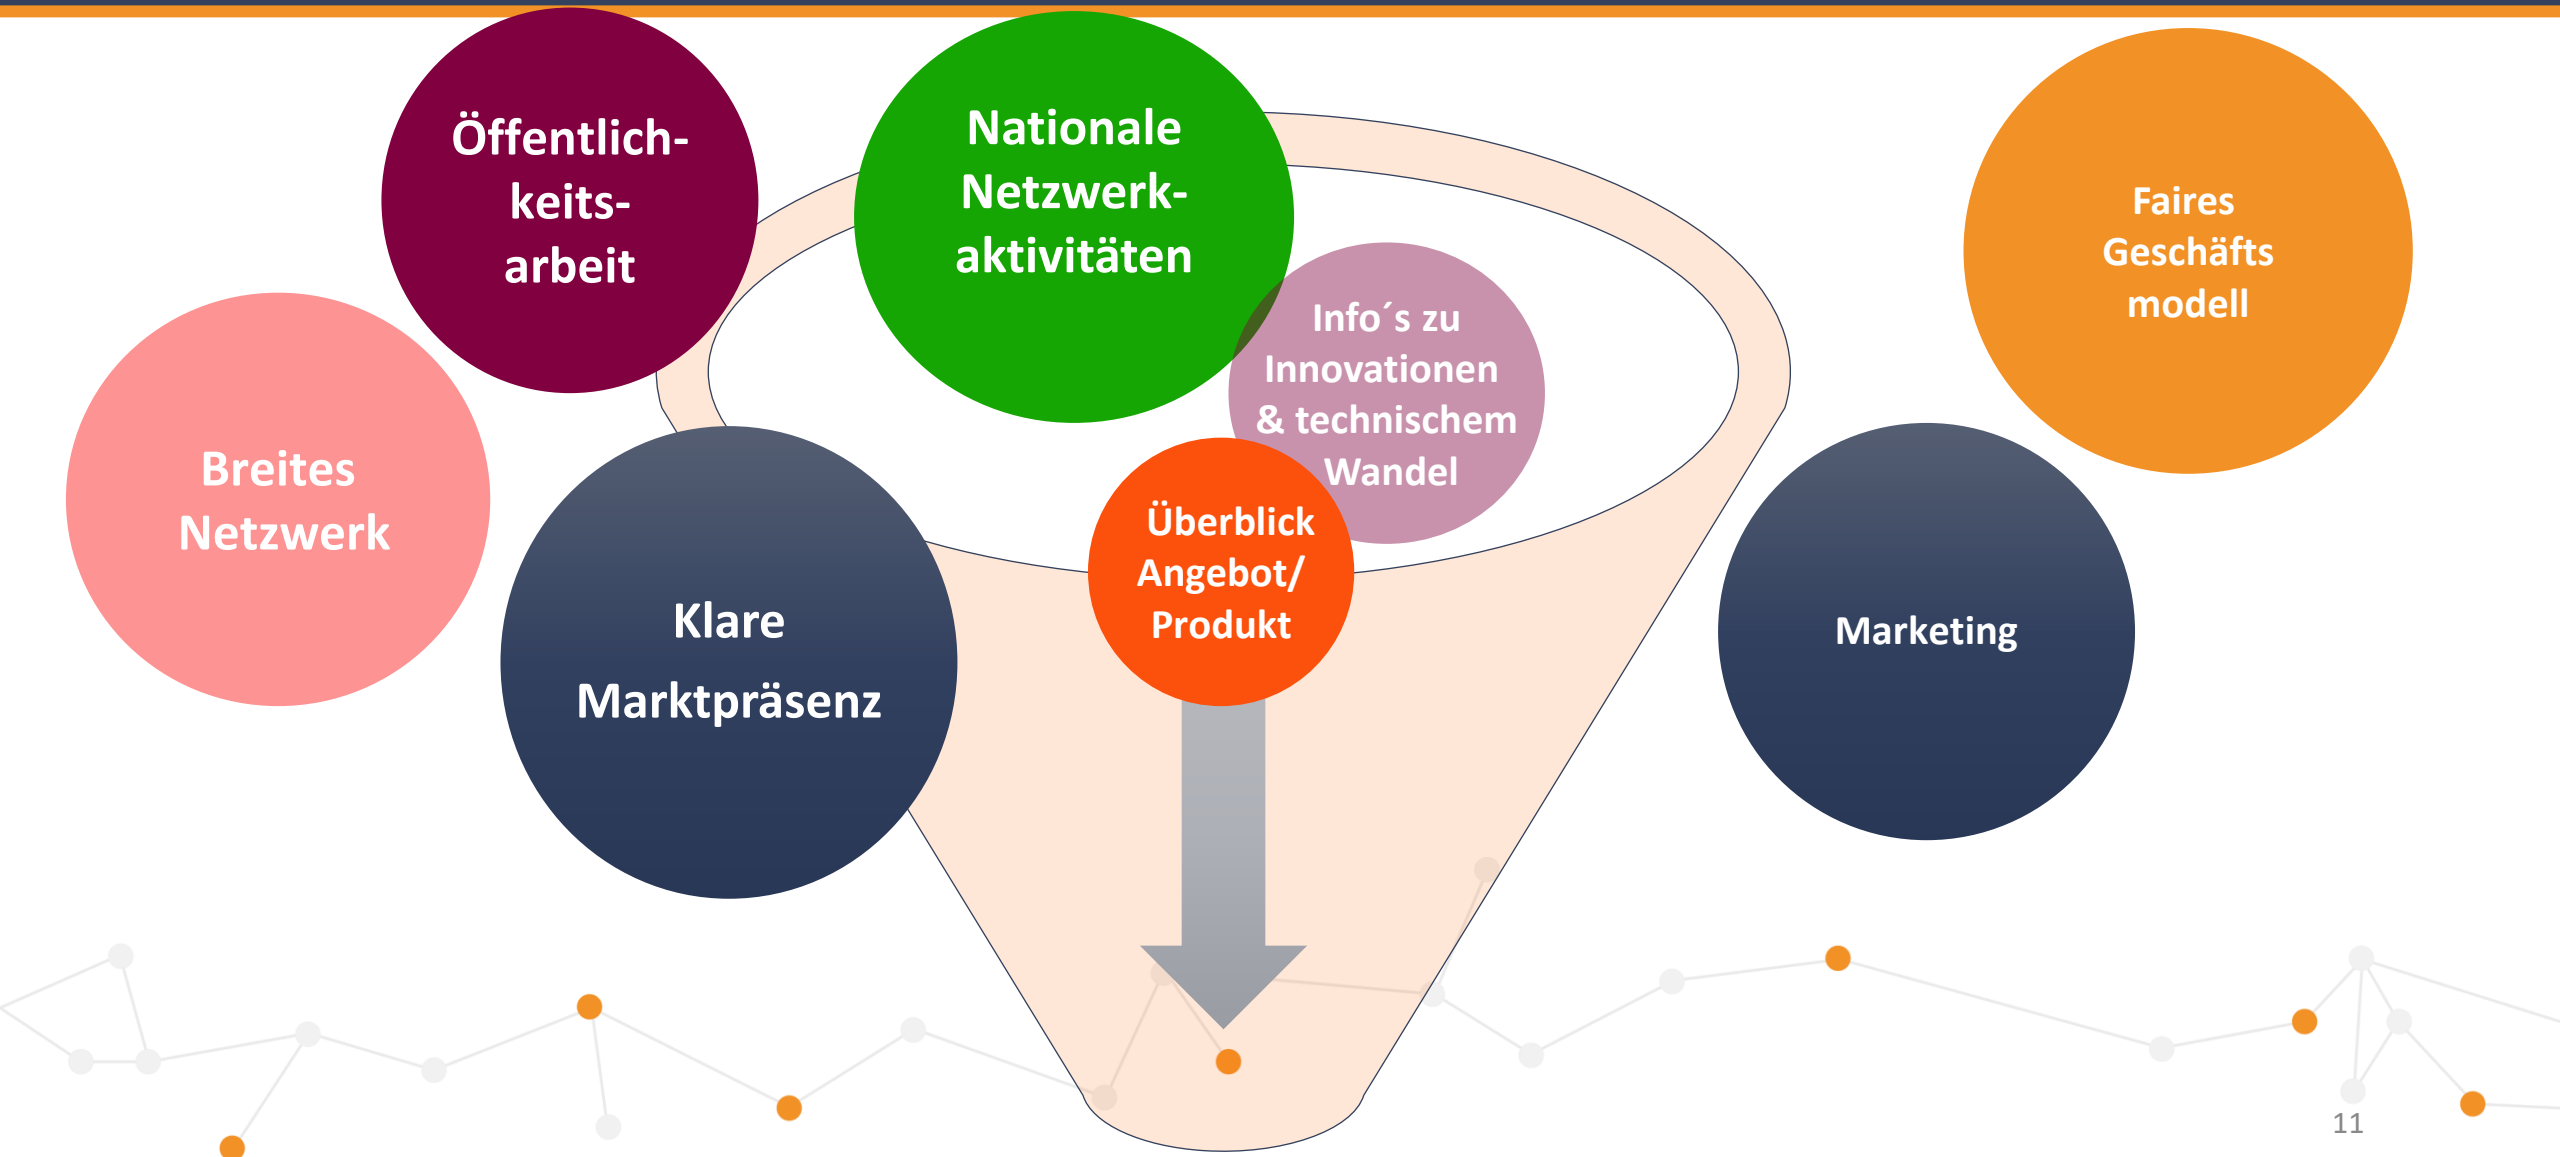 Öffentlich-
keits-
arbeit
Nationale
Netzwerk-
aktivitäten
Faires
Geschäfts
modell
Info´s zu
Innovationen
& technischem
Wandel
Breites
Netzwerk
Überblick
Angebot/
Produkt
Klare
Marktpräsenz
Marketing
11